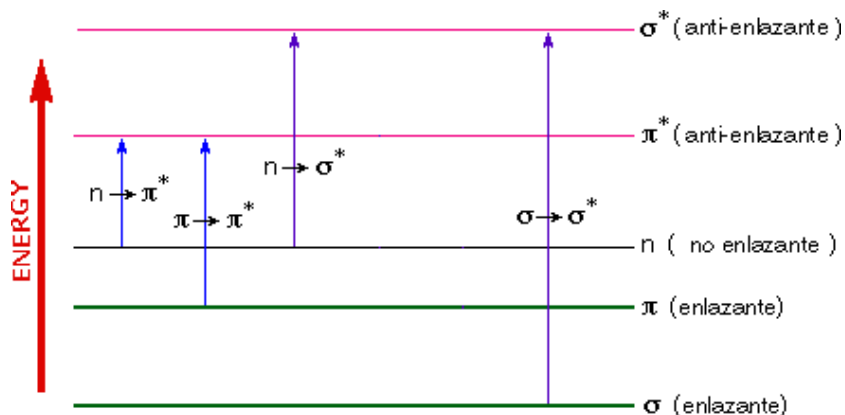 σ* (anti-enlazante)
π* (anti-enlazante)
n → σ*
n → π*
π → π*
σ → σ*
n ( no enlazante )
π (enlazante)
σ (enlazante)
ENERGY